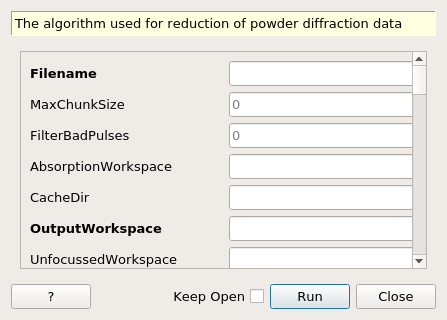 The algorithm used for reduction of powder diffraction data
Filename
MaxChunkSize 0
FilterBadPulses 0
AbsorptionWorkspace
CacheDir
OutputWorkspace
UnfocussedWorkspace
? Keep Open Run Close